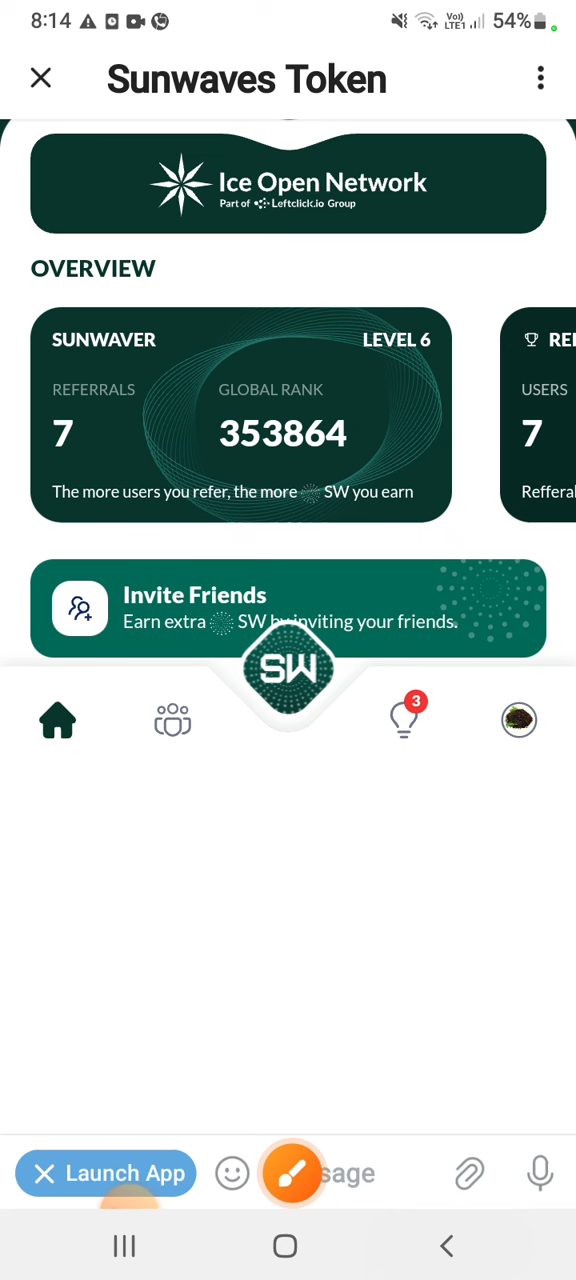 8:14
Vo))
LTE1
54%
Sunwaves Token
Ice Open Network
Part of Leftclick.io Group
OVERVIEW
SUNWAVER LEVEL 6
REFERRALS GLOBAL RANK
7 353864
The more users you refer, the more SW you earn
USERS
7
Invite Friends
Earn extra SW by inviting your friends.
SW
3
Launch App